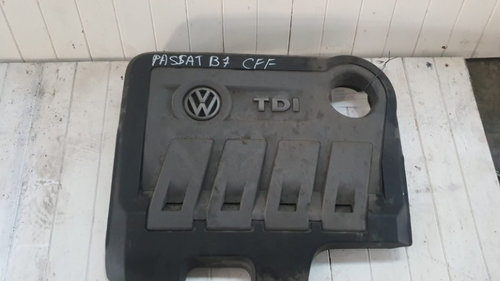 PASSAT B7 CFF
VW TDI